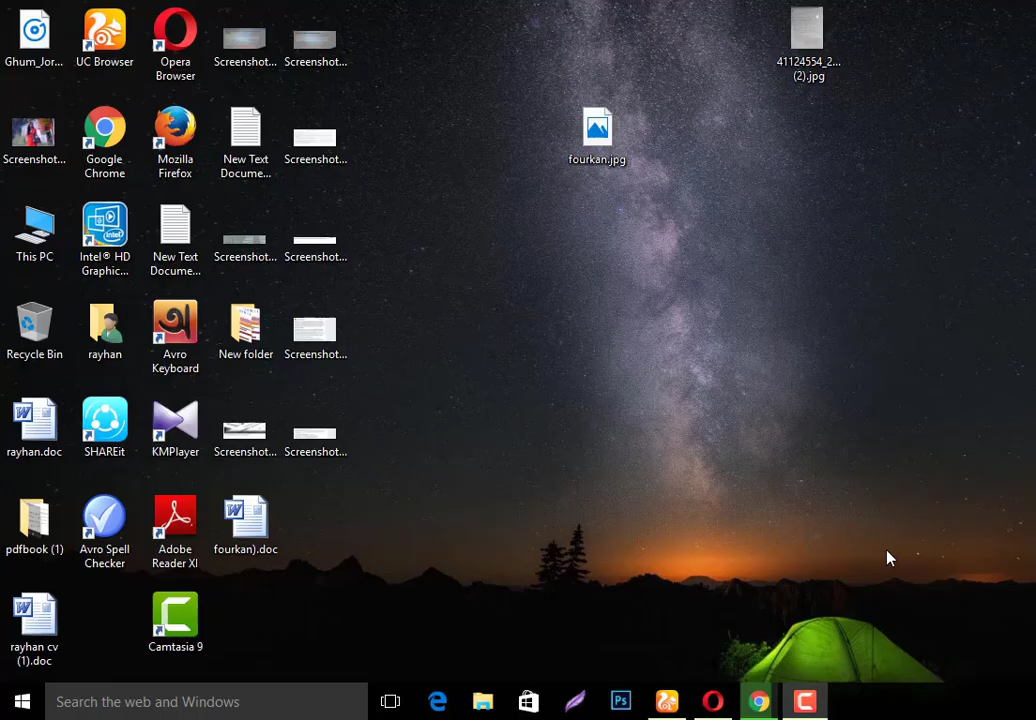 Ghum_Jor...
UC Browser
Opera
Browser
Screenshot...
Screenshot...
41124554_2...
(2).jpg
Screenshot...
Google
Chrome
Mozilla
Firefox
New Text
Docume...
Screenshot...
fourkan.jpg
This PC
Intel® HD
Graphic...
New Text
Docume...
Screenshot...
Screenshot...
Recycle Bin
rayhan
Avro
Keyboard
New folder
Screenshot...
rayhan.doc
SHAREit
KMPlayer
Screenshot...
Screenshot...
pdfbook (1)
Avro Spell
Checker
Adobe
Reader XI
fourkan).doc
rayhan cv
(1).doc
Camtasia 9
Search the web and Windows